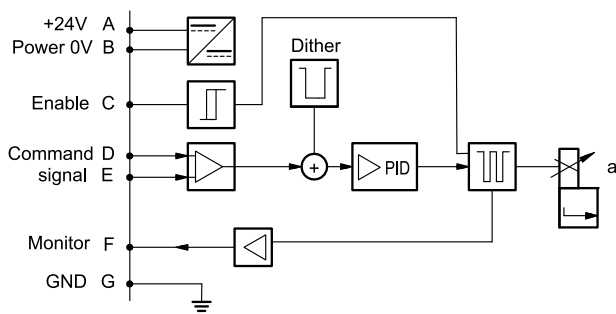 +24V A
Power 0V B
Dither
Enable C
Command D
signal E
PID
a
Monitor F
GND G